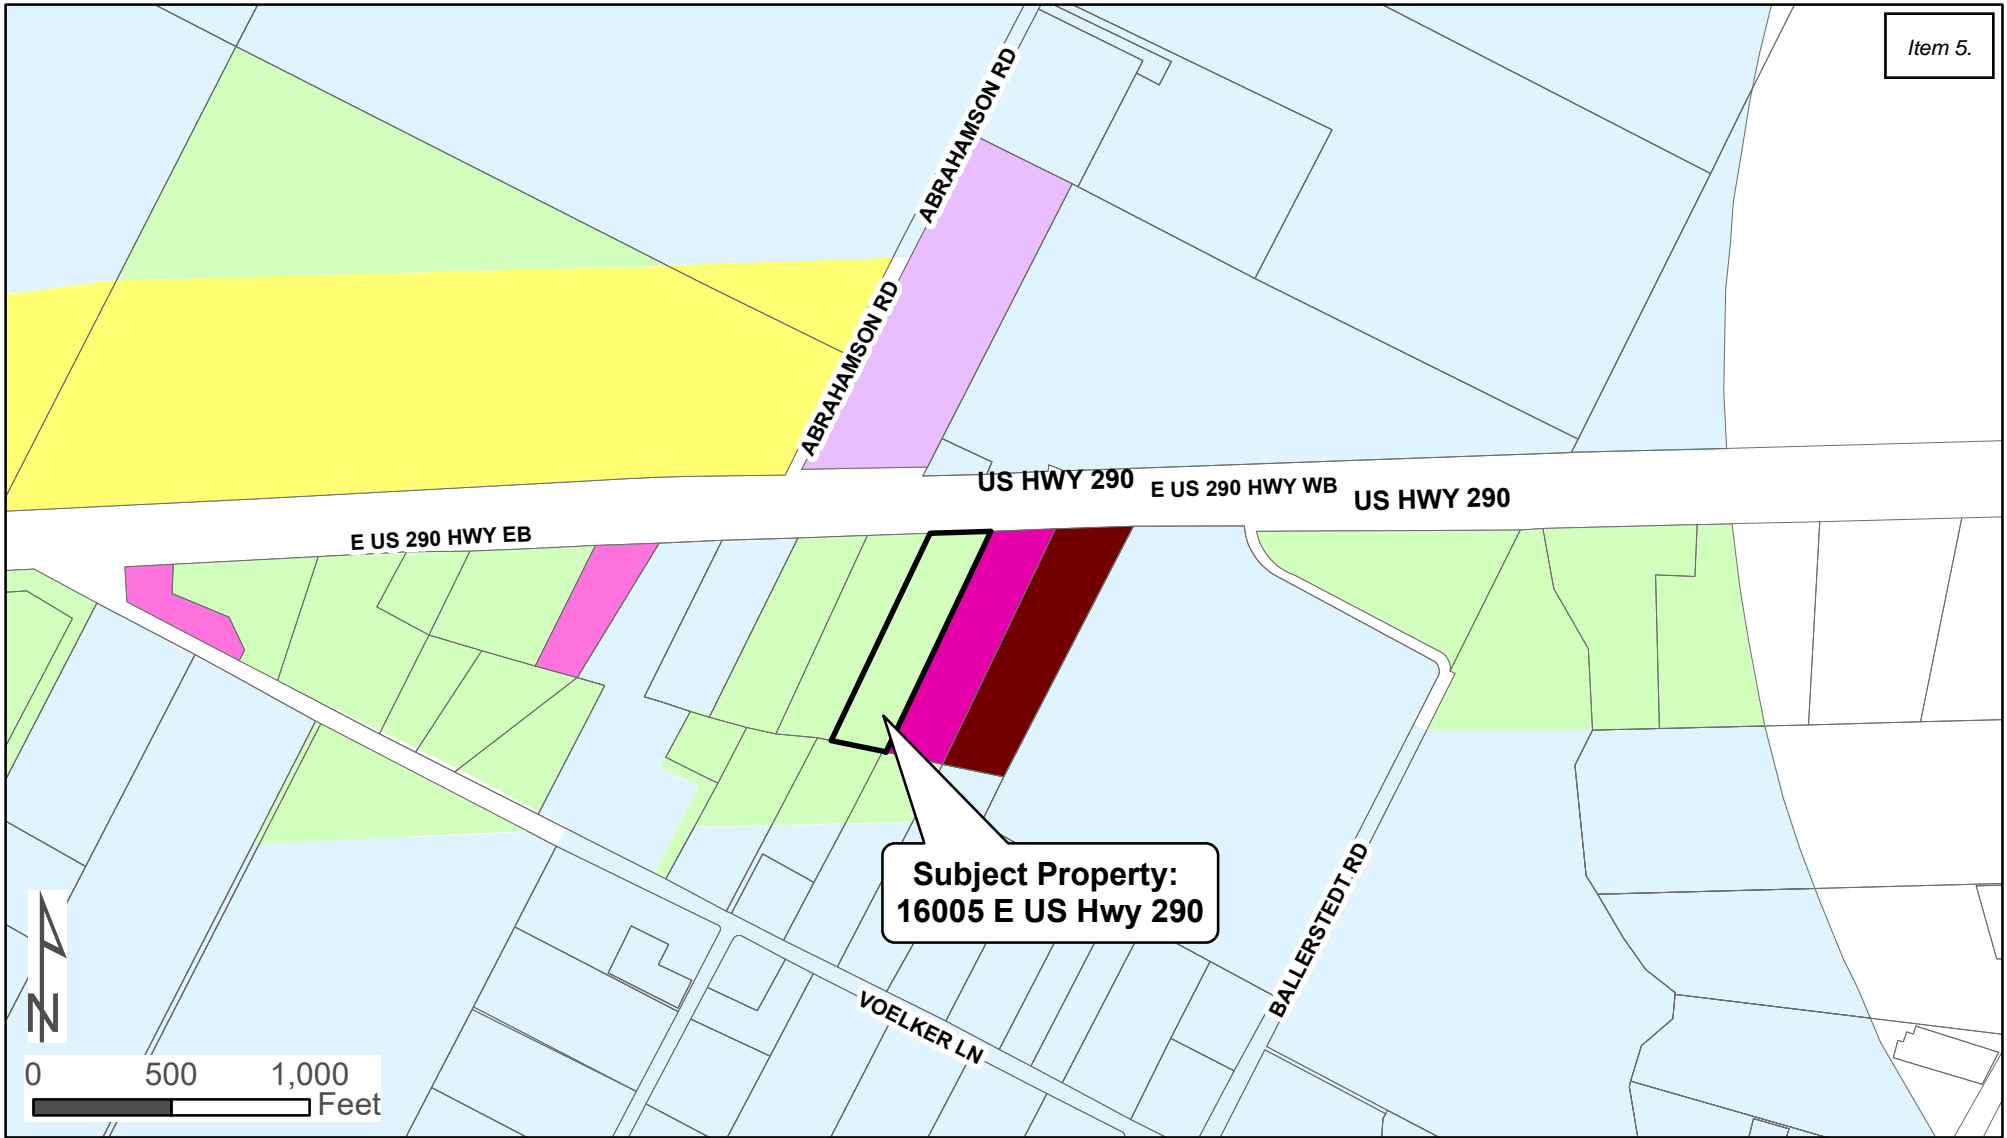 Item 5.
ABRAHAMSON RD
ABRAHAMSON RD
US HWY 290
E US 290 HWY WB
US HWY 290
E US 290 HWY EB
Subject Property:
16005 E US Hwy 290
BALLERSTEDT RD
VOELKER LN
N
0 500 1,000
Feet